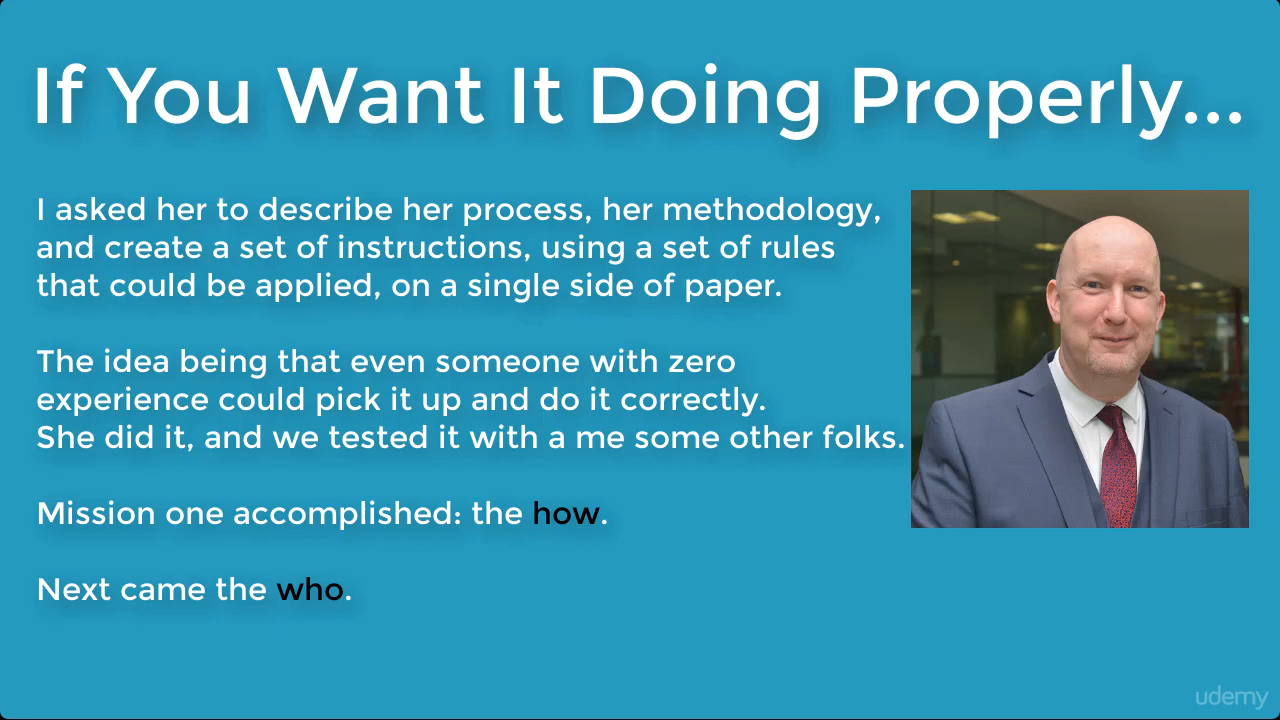 If You Want It Doing Properly...
I asked her to describe her process, her methodology,
and create a set of instructions, using a set of rules
that could be applied, on a single side of paper.
The idea being that even someone with zero
experience could pick it up and do it correctly.
She did it, and we tested it with a me some other folks.
Mission one accomplished: the how.
Next came the who.
udemy